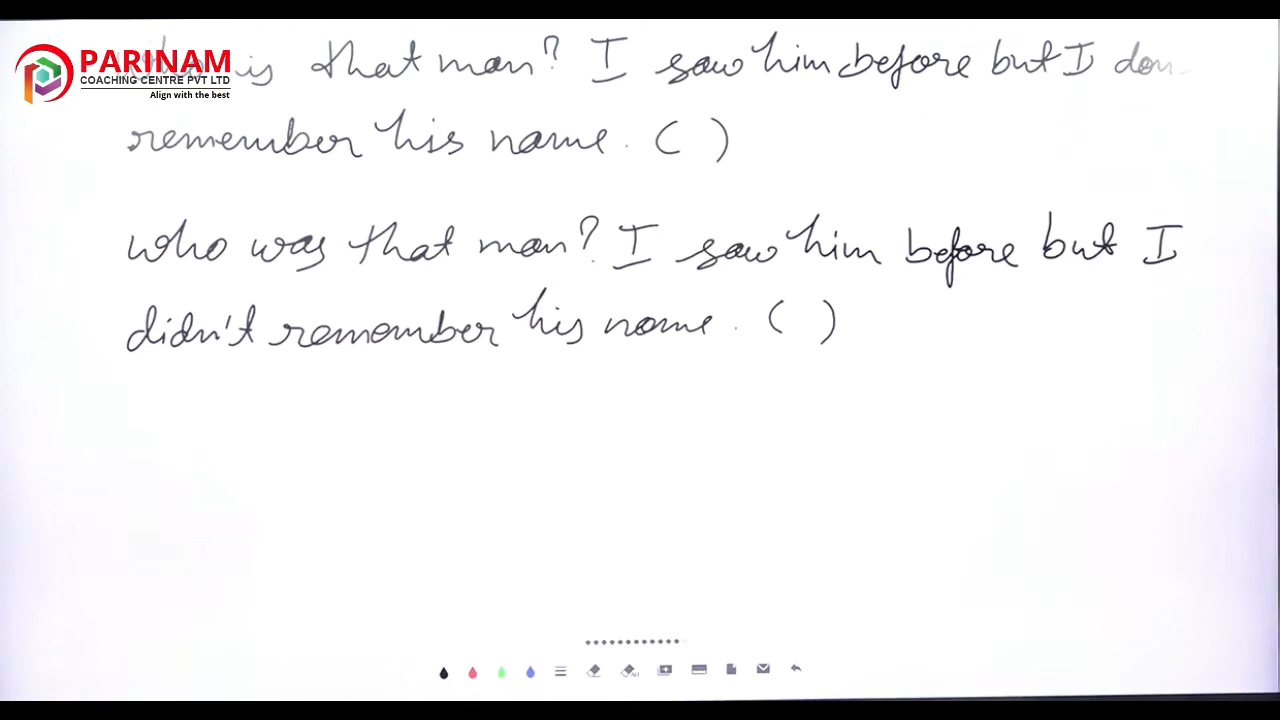 PARINAM
COACHING CENTRE PVT LTD
Align with the best
is that man? I saw him before but I don
remember his name. ( )
who was that man? I saw him before but I
didn't remember his name. ( )